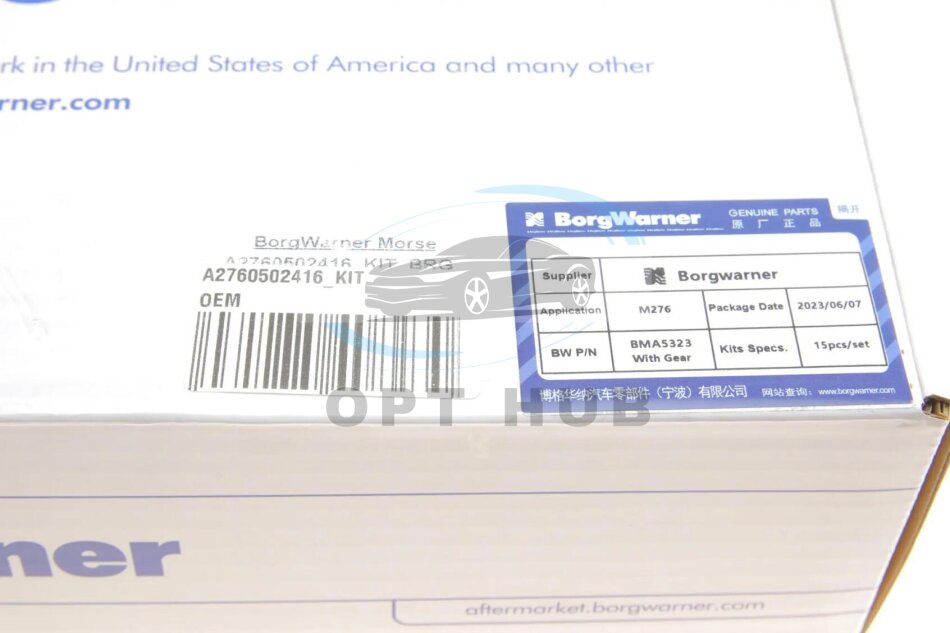 rk in the United States of America and many other
rner.com
BorgWarner Morse
A2760502416_KIT_BRG
A2760502416_KIT
OEM
BorgWarner
GENUINE PARTS
原 厂 正 品
揭开
Supplier Borgwarner
Application M276 Package Date 2023/06/07
BW P/N BMA5323 With Gear Kits Specs. 15pcs/set
博格华纳汽车零部件（宁波）有限公司 网站查询: www.borgwarner.com
OPT HUB
rner
aftermarket.borgwarner.com